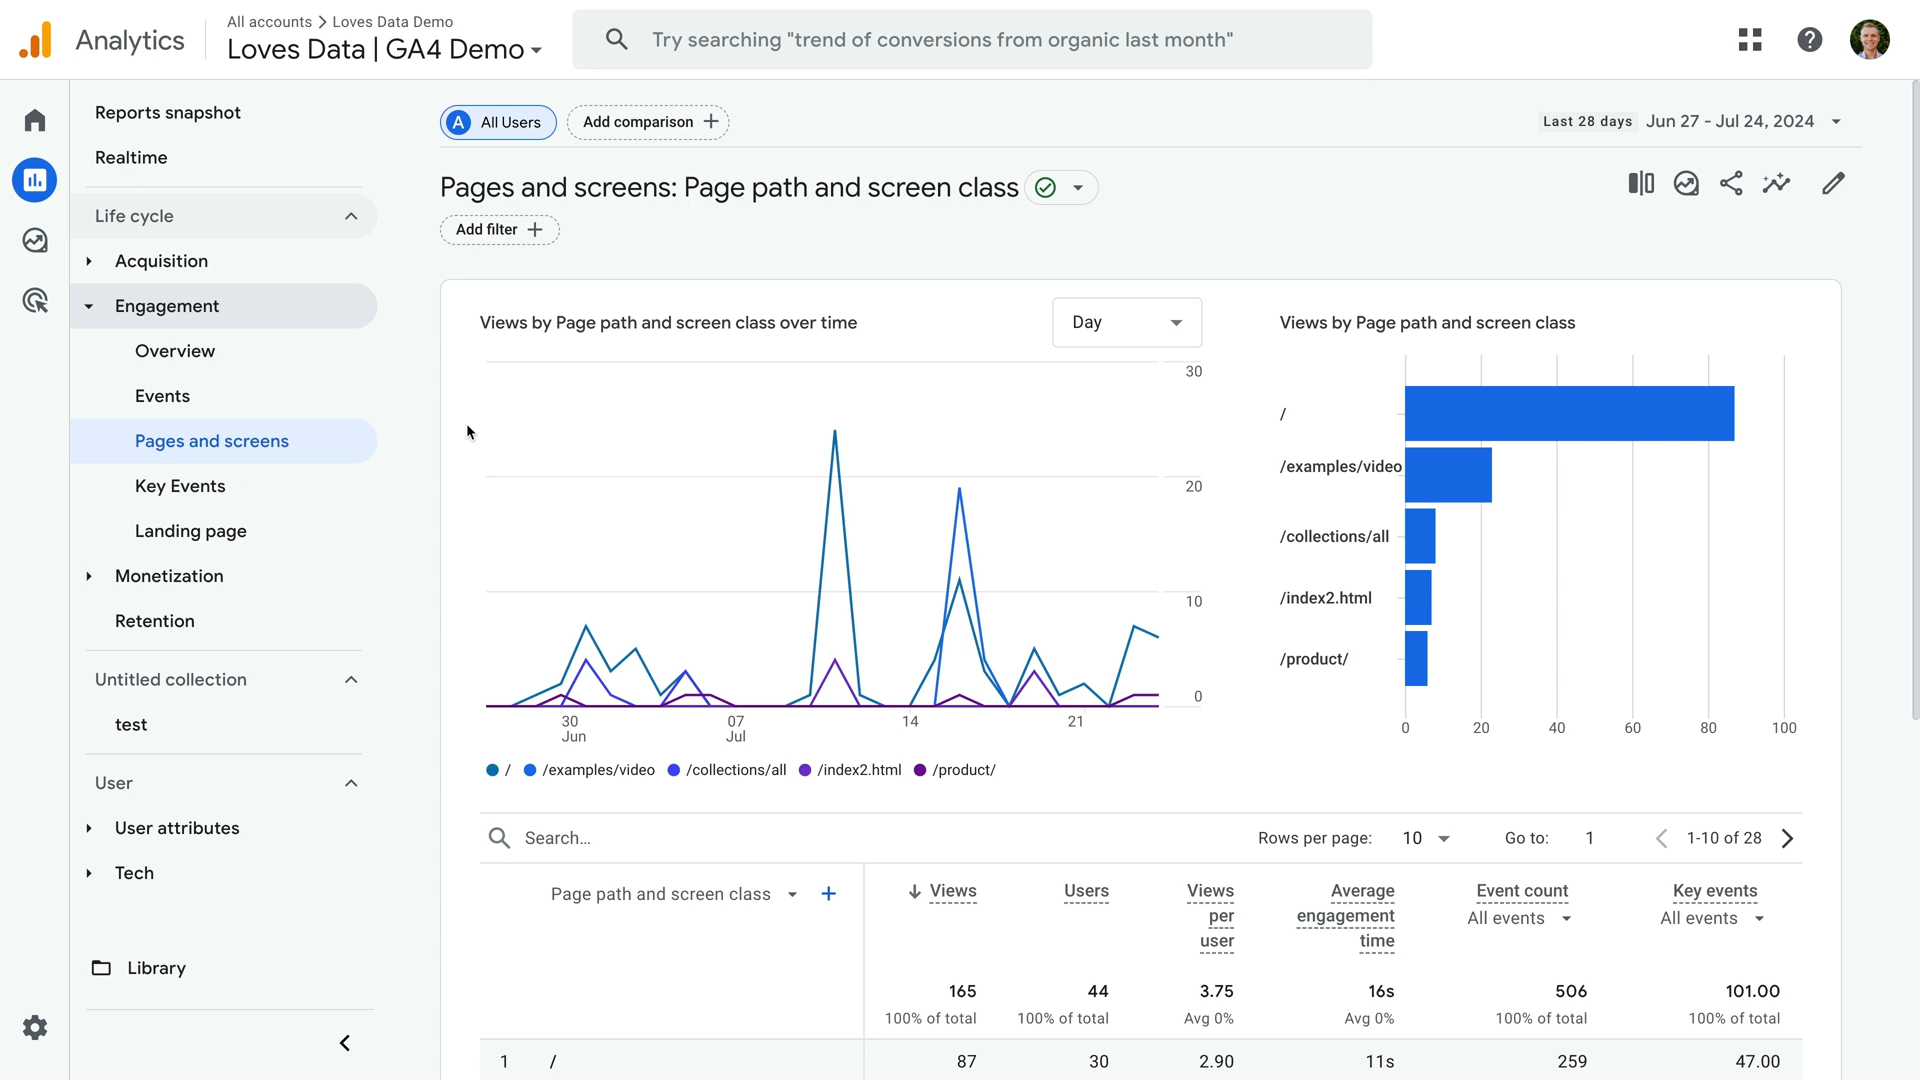 All accounts > Loves Data Demo
Analytics
Loves Data | GA4 Demo
Try searching "trend of conversions from organic last month"
Reports snapshot
Realtime
Life cycle
Acquisition
Engagement
Overview
Events
Pages and screens
Key Events
Landing page
Monetization
Retention
Untitled collection
test
User
User attributes
Tech
Library
A All Users
Add comparison +
Last 28 days Jun 27 - Jul 24, 2024
Pages and screens: Page path and screen class
Add filter +
Views by Page path and screen class over time
Day
30
20
10
0
30
Jun
07
Jul
14
21
/ /examples/video /collections/all /index2.html /product/
Views by Page path and screen class
/
/examples/video
/collections/all
/index2.html
/product/
0 20 40 60 80 100
Search...
Rows per page: 10 Go to: 1 1-10 of 28
Page path and screen class +
Views
Users
Views
per
user
Average
engagement
time
Event count
All events
Key events
All events
165 44 3.75 16s 506 101.00
100% of total 100% of total Avg 0% Avg 0% 100% of total 100% of total
1 / 87 30 2.90 11s 259 47.00